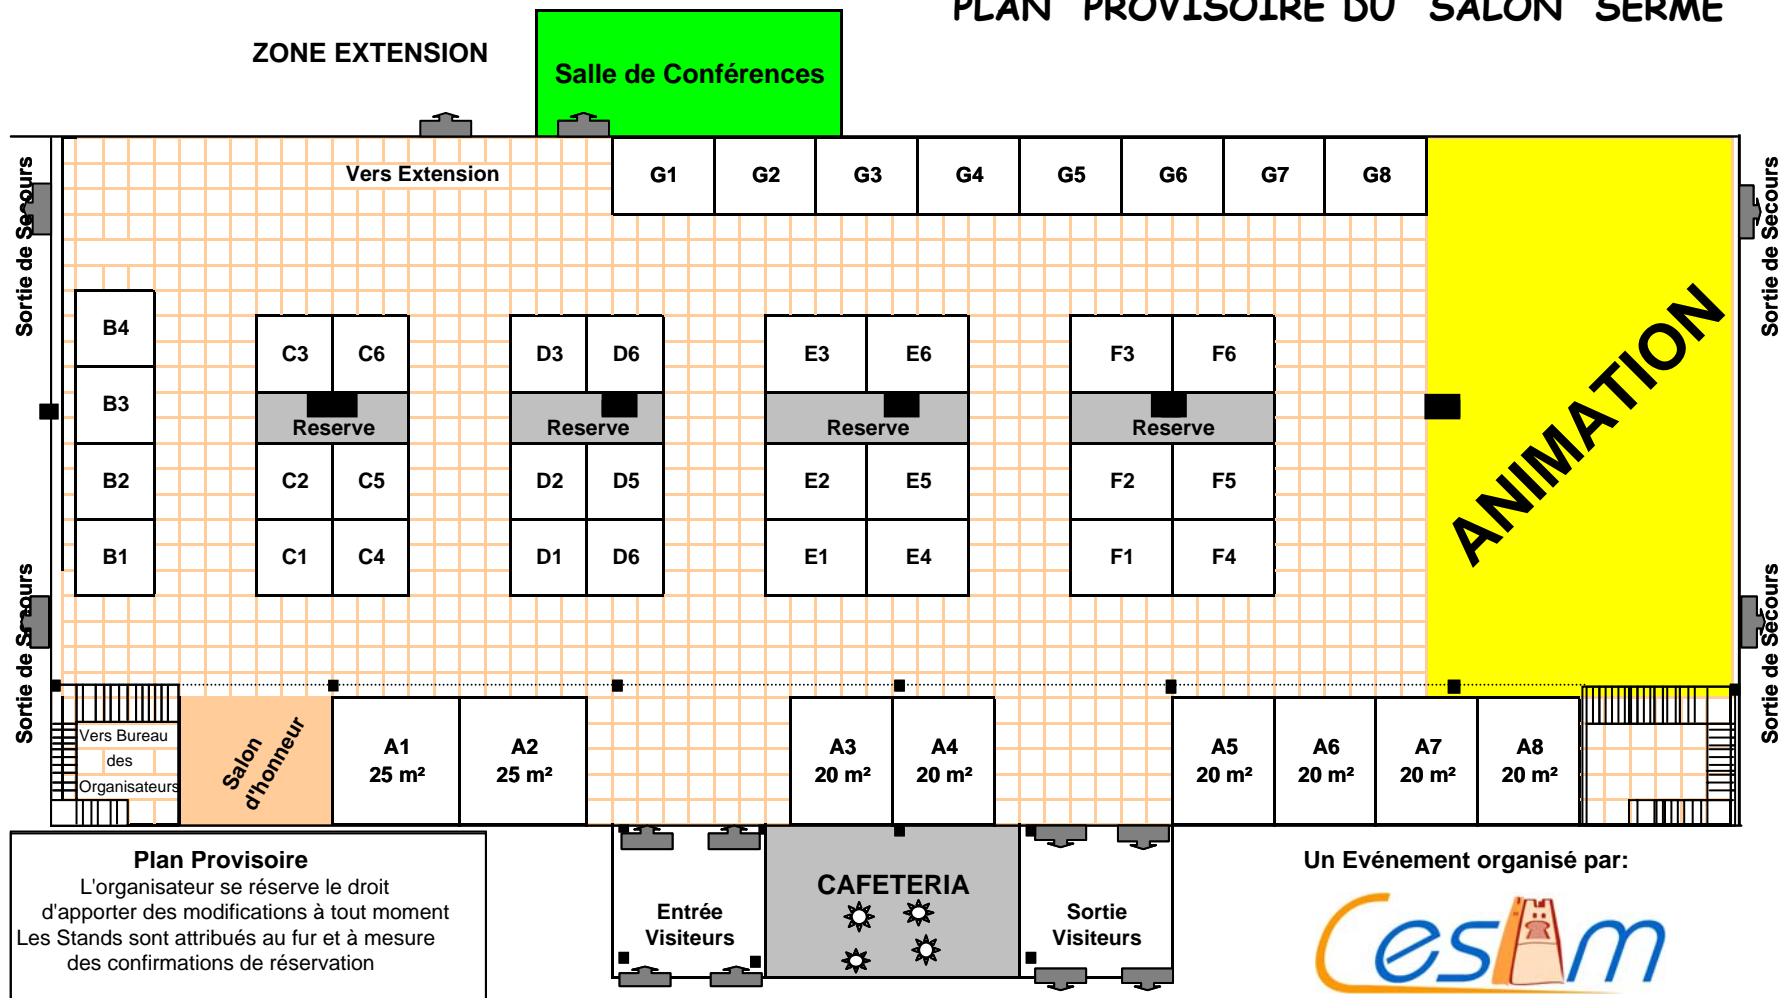 PLAN PROVISOIRE DU SALON SERME
ZONE EXTENSION
Salle de Conférences
Vers Extension
G1 G2 G3 G4 G5 G6 G7 G8
Sortie de Secours
Sortie de Secours
B4
B3
B2
B1
C3 C6
Reserve
C2 C5
C1 C4
D3 D6
Reserve
D2 D5
D1 D6
E3 E6
Reserve
E2 E5
E1 E4
F3 F6
Reserve
F2 F5
F1 F4
ANIMATION
Sortie de Secours
Sortie de Secours
Vers Bureau
des
Organisateurs
Salon
d'honneur
A1
25 m²
A2
25 m²
A3
20 m²
A4
20 m²
A5
20 m²
A6
20 m²
A7
20 m²
A8
20 m²
Plan Provisoire
L'organisateur se réserve le droit
d'apporter des modifications à tout moment
Les Stands sont attribués au fur et à mesure
des confirmations de réservation
Entrée
Visiteurs
CAFETERIA
Sortie
Visiteurs
Un Evénement organisé par:
Cesam